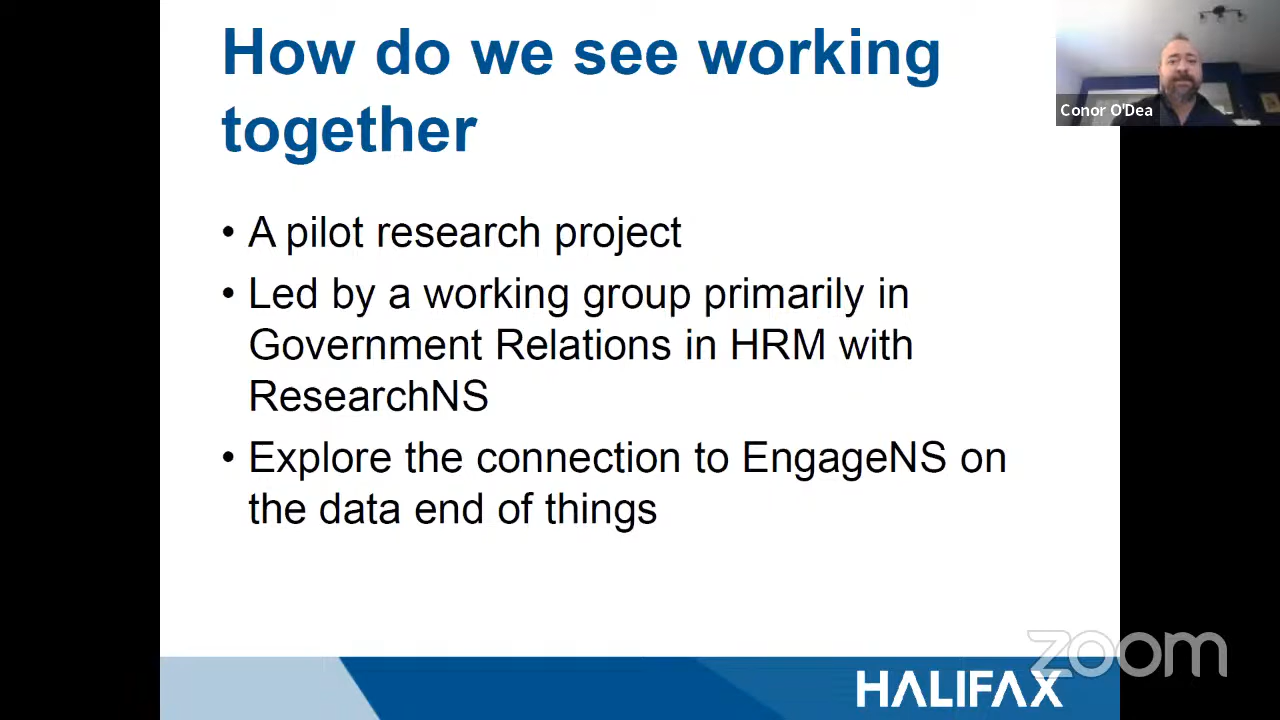 How do we see working
together
Conor O'Dea
• A pilot research project
• Led by a working group primarily in
Government Relations in HRM with
ResearchNS
• Explore the connection to EngageNS on
the data end of things
zoom
HALIFAX